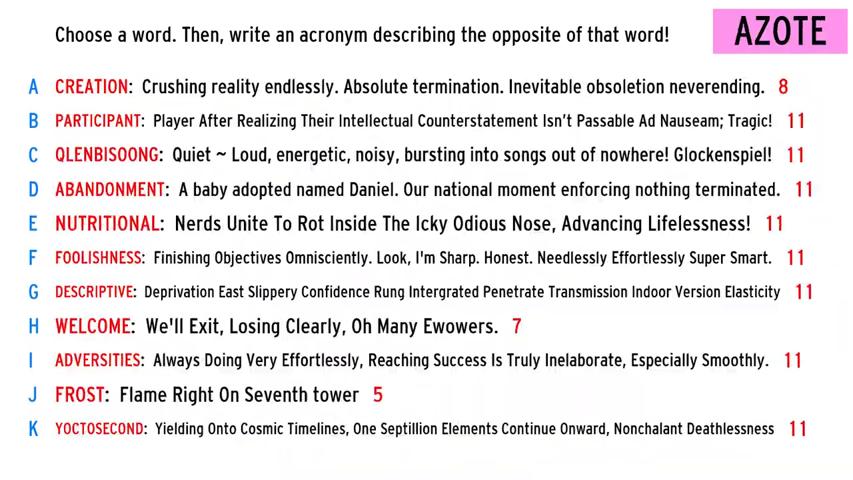 Choose a word. Then, write an acronym describing the opposite of that word!
AZOTE
A CREATION: Crushing reality endlessly. Absolute termination. Inevitable obsoletion neverending. 8
B PARTICIPANT: Player After Realizing Their Intellectual Counterstatement Isn't Passable Ad Nauseam; Tragic! 11
C QLENBISOONG: Quiet ~ Loud, energetic, noisy, bursting into songs out of nowhere! Glockenspiel! 11
D ABANDONMENT: A baby adopted named Daniel. Our national moment enforcing nothing terminated. 11
E NUTRITIONAL: Nerds Unite To Rot Inside The Icky Odious Nose, Advancing Lifelessness! 11
F FOOLISHNESS: Finishing Objectives Omnisciently. Look, I'm Sharp. Honest. Needlessly Effortlessly Super Smart. 11
G DESCRIPTIVE: Deprivation East Slippery Confidence Rung Intergrated Penetrate Transmission Indoor Version Elasticity 11
H WELCOME: We'll Exit, Losing Clearly, Oh Many Ewowers. 7
I ADVERSITIES: Always Doing Very Effortlessly, Reaching Success Is Truly Inelaborate, Especially Smoothly. 11
J FROST: Flame Right On Seventh tower 5
K YOCTOSECOND: Yielding Onto Cosmic Timelines, One Septillion Elements Continue Onward, Nonchalant Deathlessness 11